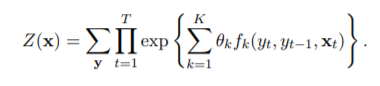 Z(𝐱) = ∑_𝐲 ∏_{t=1}^{T} exp { ∑_{k=1}^{K} θ_k f_k(y_t, y_{t−1}, 𝐱_t) } .